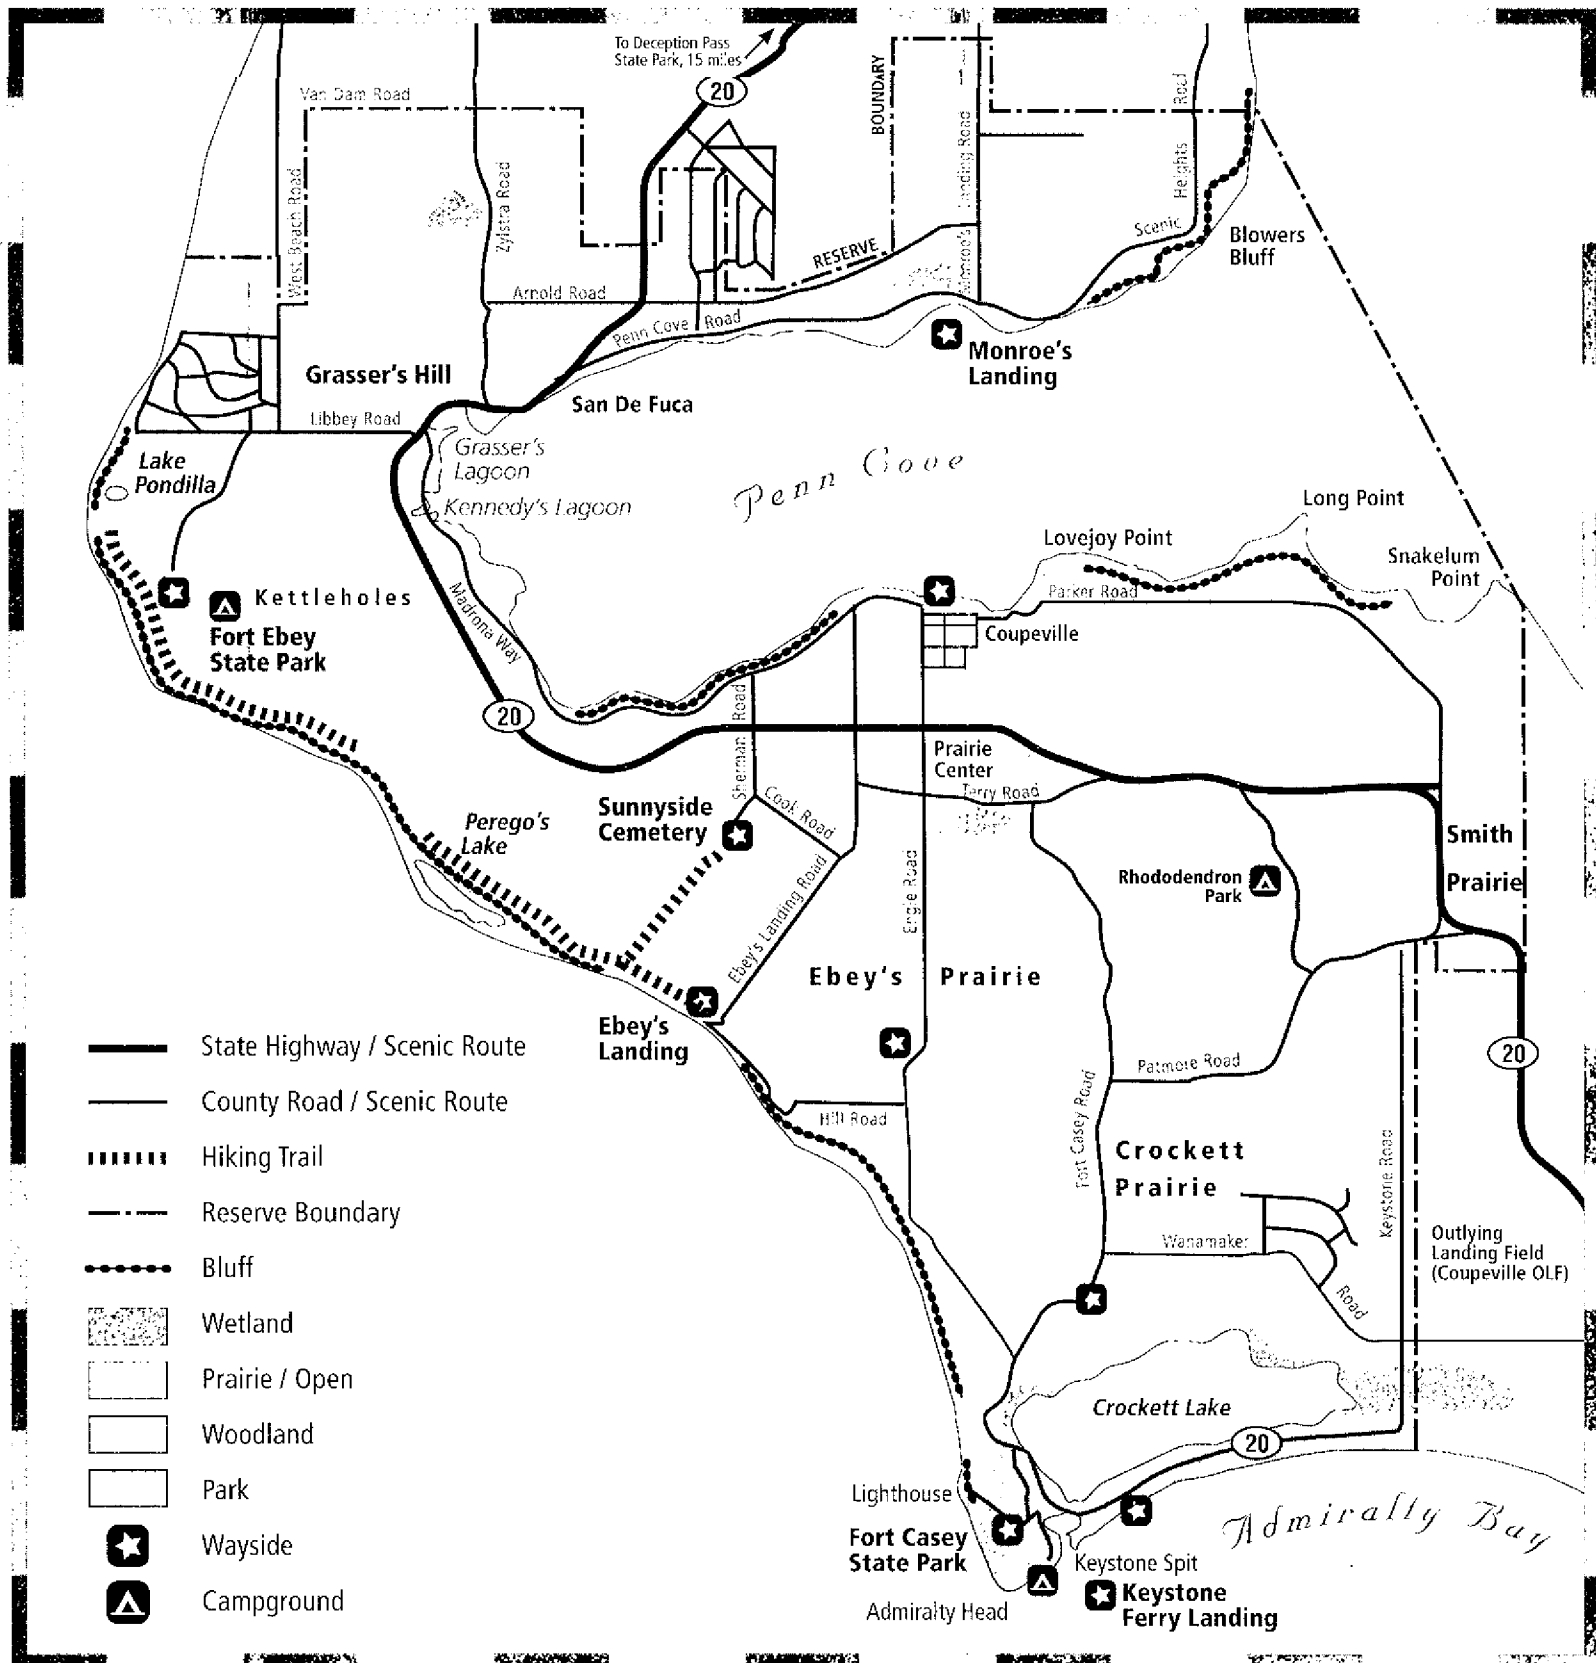 To Deception Pass
State Park, 15 miles
20
Van Dam Road
BOUNDARY
Landing Road
Monroe's
Heights Road
Scenic
West Beach Road
Zylstra Road
Blowers
Bluff
RESERVE
Arnold Road
Penn Cove Road
Monroe's
Landing
Grasser's Hill
San De Fuca
Libbey Road
Grasser's
Lagoon
Lake
Pondilla
Kennedy's Lagoon
Penn Cove
Long Point
Lovejoy Point
Snakelum
Point
Parker Road
Kettleholes
Fort Ebey
State Park
Madrona Way
Coupeville
20
Sherman Road
Prairie
Center
Terry Road
Sunnyside
Cemetery
Cook Road
Perego's
Lake
Smith
Prairie
Rhododendron
Park
Engle Road
Ebey's Landing Road
Ebey's Prairie
Ebey's
Landing
20
Patmore Road
Hill Road
Fort Casey Road
Crockett
Prairie
Keystone Road
Wanamaker
Road
Outlying
Landing Field
(Coupeville OLF)
Crockett Lake
20
Lighthouse
Fort Casey
State Park
Admiralty Bay
Keystone Spit
Keystone
Ferry Landing
Admiralty Head
State Highway / Scenic Route
County Road / Scenic Route
Hiking Trail
Reserve Boundary
Bluff
Wetland
Prairie / Open
Woodland
Park
Wayside
Campground